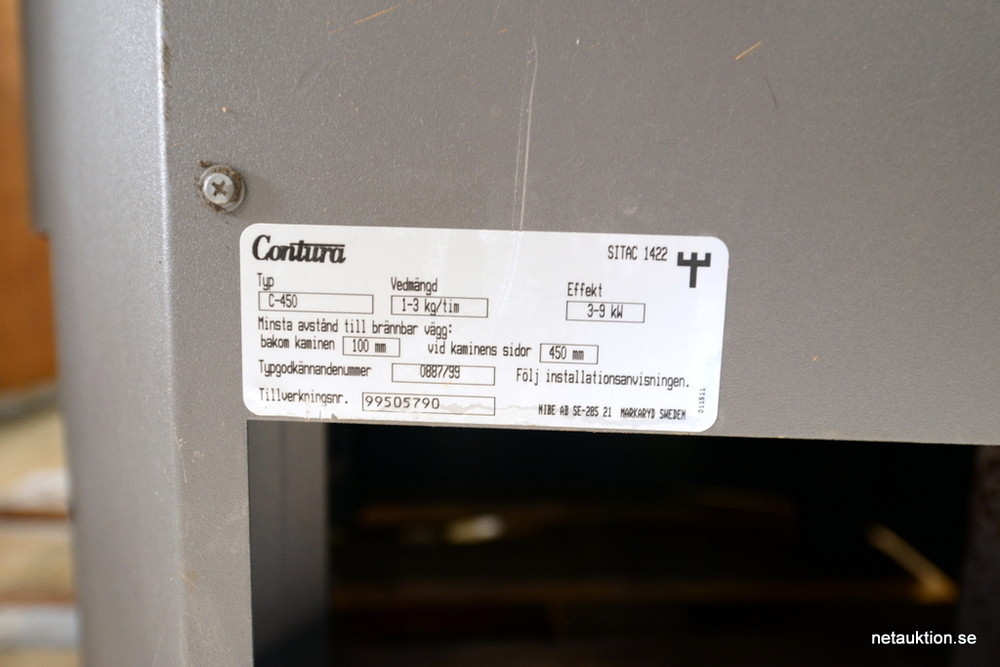 Contura SITAC 1422
Typ Vedmängd Effekt
C-450 1-3 kg/tim 3-9 kW
Minsta avstånd till brännbar vägg:
bakom kaminen 100 mm vid kaminens sidor 450 mm
Typgodkännandenummer 0887/99 Följ installationsanvisningen.
Tillverkningsnr. 99505790 NIBE AB SE-285 21 MARKARYD SWEDEN
011511
netauktion.se